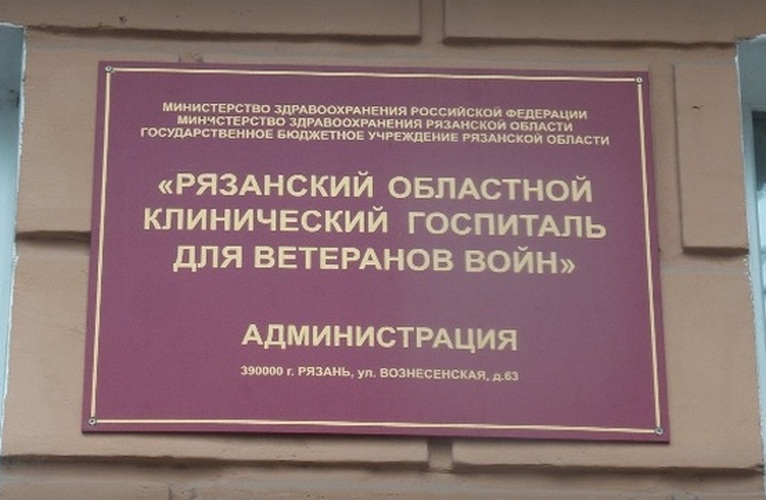 МИНИСТЕРСТВО ЗДРАВООХРАНЕНИЯ РОССИЙСКОЙ ФЕДЕРАЦИИ
МИНИСТЕРСТВО ЗДРАВООХРАНЕНИЯ РЯЗАНСКОЙ ОБЛАСТИ
ГОСУДАРСТВЕННОЕ БЮДЖЕТНОЕ УЧРЕЖДЕНИЕ РЯЗАНСКОЙ ОБЛАСТИ
«РЯЗАНСКИЙ ОБЛАСТНОЙ
КЛИНИЧЕСКИЙ ГОСПИТАЛЬ
ДЛЯ ВЕТЕРАНОВ ВОЙН»
АДМИНИСТРАЦИЯ
390000 г. РЯЗАНЬ, ул. ВОЗНЕСЕНСКАЯ, д.63